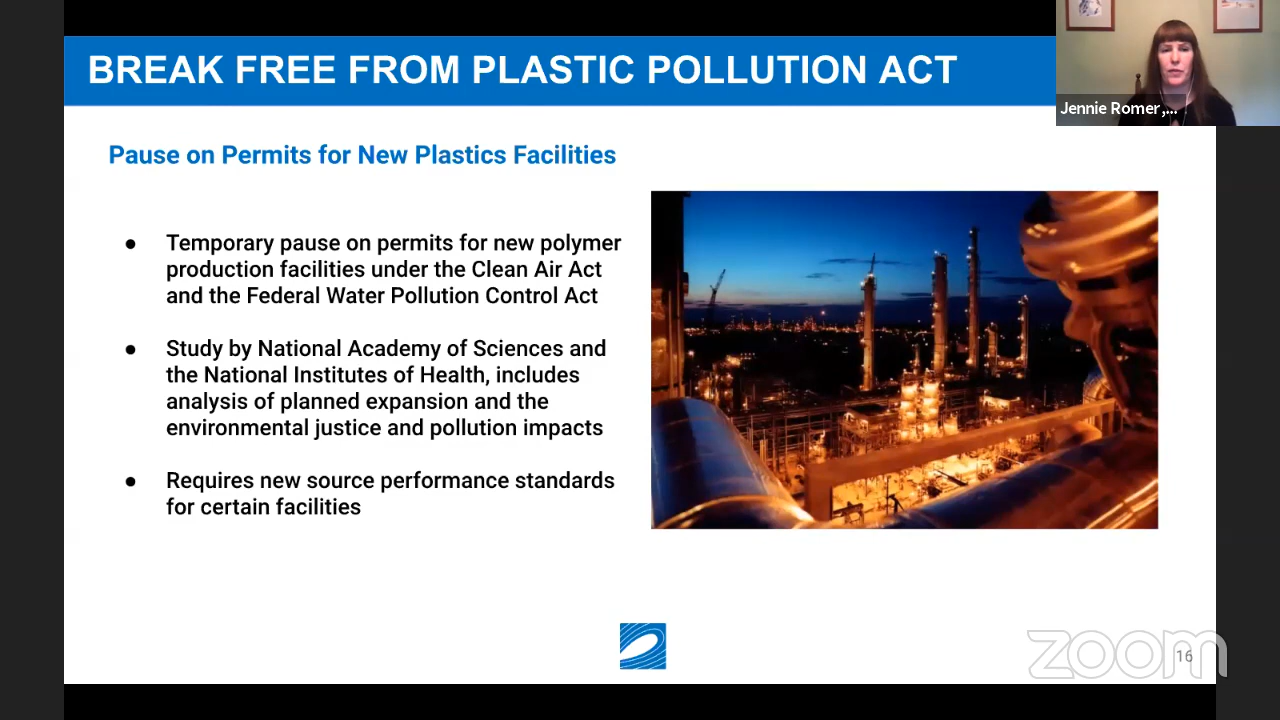 BREAK FREE FROM PLASTIC POLLUTION ACT
Jennie Romer,...
Pause on Permits for New Plastics Facilities
● Temporary pause on permits for new polymer
production facilities under the Clean Air Act
and the Federal Water Pollution Control Act
● Study by National Academy of Sciences and
the National Institutes of Health, includes
analysis of planned expansion and the
environmental justice and pollution impacts
● Requires new source performance standards
for certain facilities
zoom
16